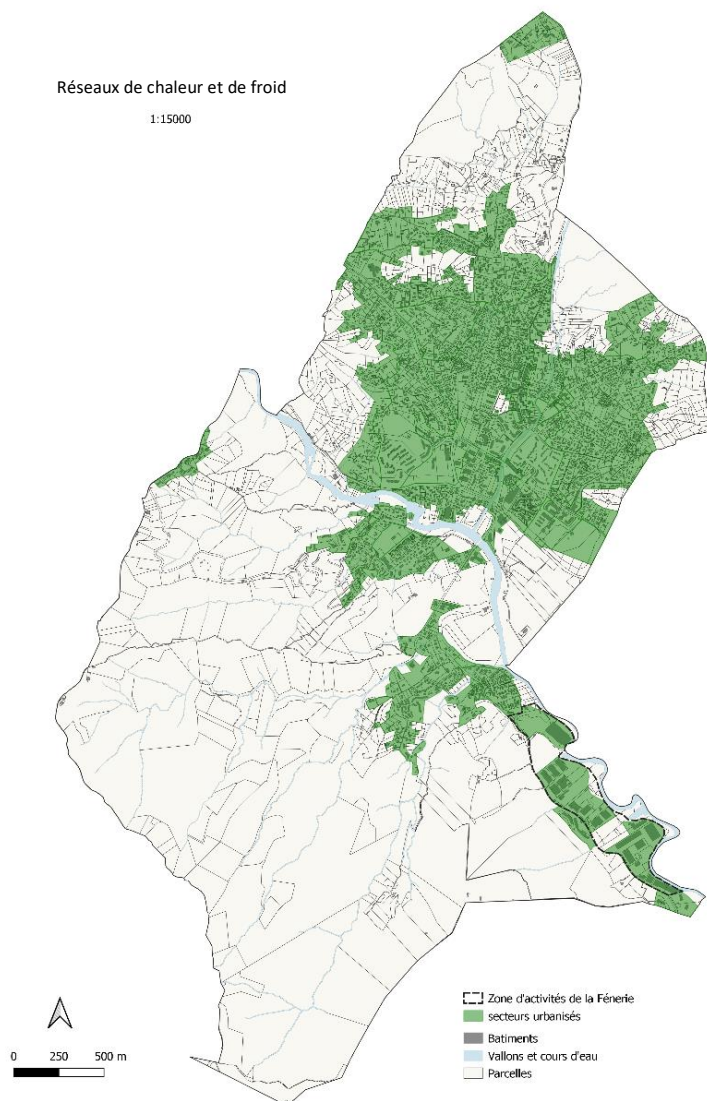 Réseaux de chaleur et de froid
1:15000
0 250 500 m
Zone d'activités de la Fénerie
secteurs urbanisés
Batiments
Vallons et cours d'eau
Parcelles